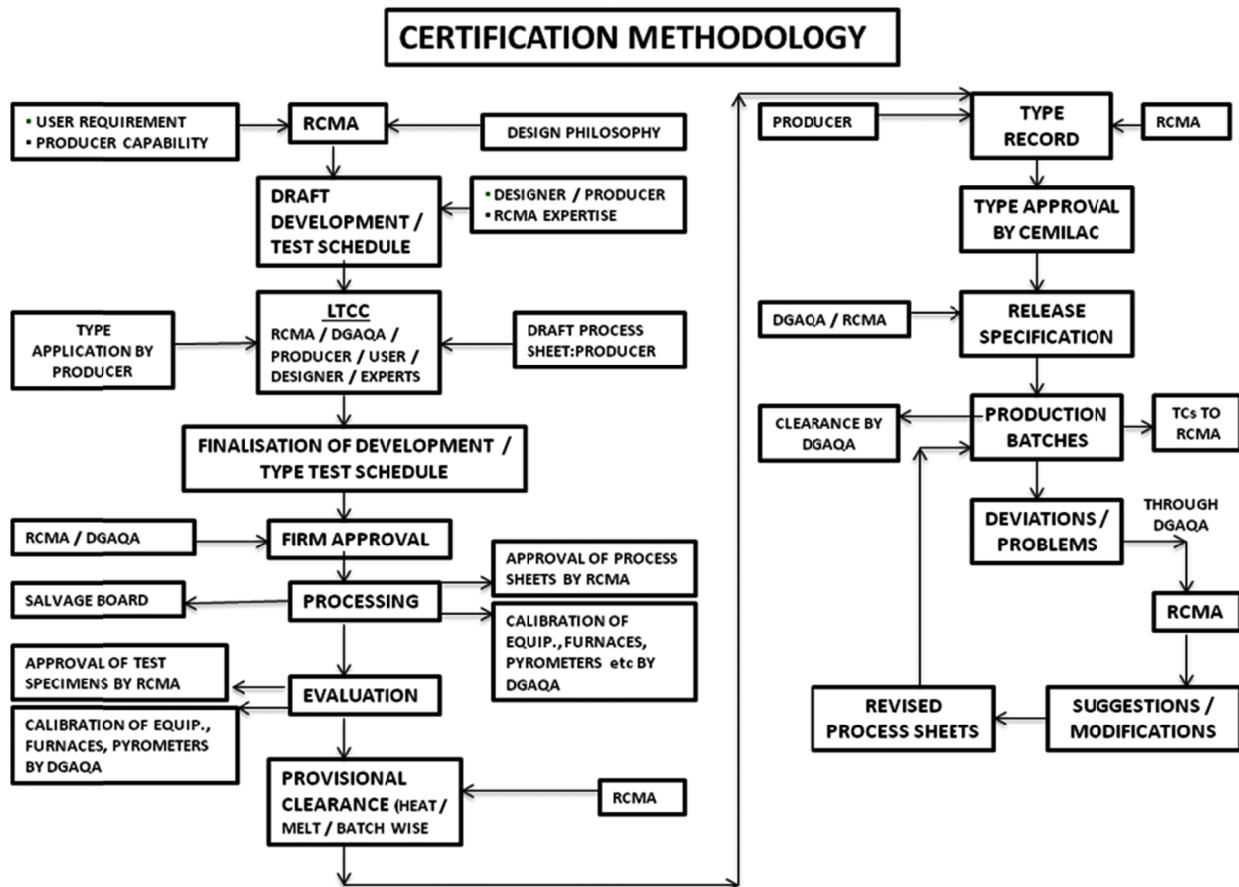 CERTIFICATION METHODOLOGY
▪ USER REQUIREMENT
▪ PRODUCER CAPABILITY
RCMA
DESIGN PHILOSOPHY
DRAFT
DEVELOPMENT /
TEST SCHEDULE
▪ DESIGNER / PRODUCER
▪ RCMA EXPERTISE
TYPE
APPLICATION BY
PRODUCER
LTCC
RCMA / DGAQA /
PRODUCER / USER /
DESIGNER / EXPERTS
DRAFT PROCESS
SHEET:PRODUCER
FINALISATION OF DEVELOPMENT /
TYPE TEST SCHEDULE
RCMA / DGAQA
FIRM APPROVAL
APPROVAL OF PROCESS
SHEETS BY RCMA
SALVAGE BOARD
PROCESSING
CALIBRATION OF
EQUIP., FURNACES,
PYROMETERS etc BY
DGAQA
APPROVAL OF TEST
SPECIMENS BY RCMA
EVALUATION
CALIBRATION OF EQUIP.,
FURNACES, PYROMETERS
BY DGAQA
PROVISIONAL
CLEARANCE (HEAT /
MELT / BATCH WISE
RCMA
PRODUCER
TYPE
RECORD
RCMA
TYPE APPROVAL
BY CEMILAC
DGAQA / RCMA
RELEASE
SPECIFICATION
CLEARANCE BY
DGAQA
PRODUCTION
BATCHES
TCs TO
RCMA
DEVIATIONS /
PROBLEMS
THROUGH
DGAQA
RCMA
REVISED
PROCESS SHEETS
SUGGESTIONS /
MODIFICATIONS